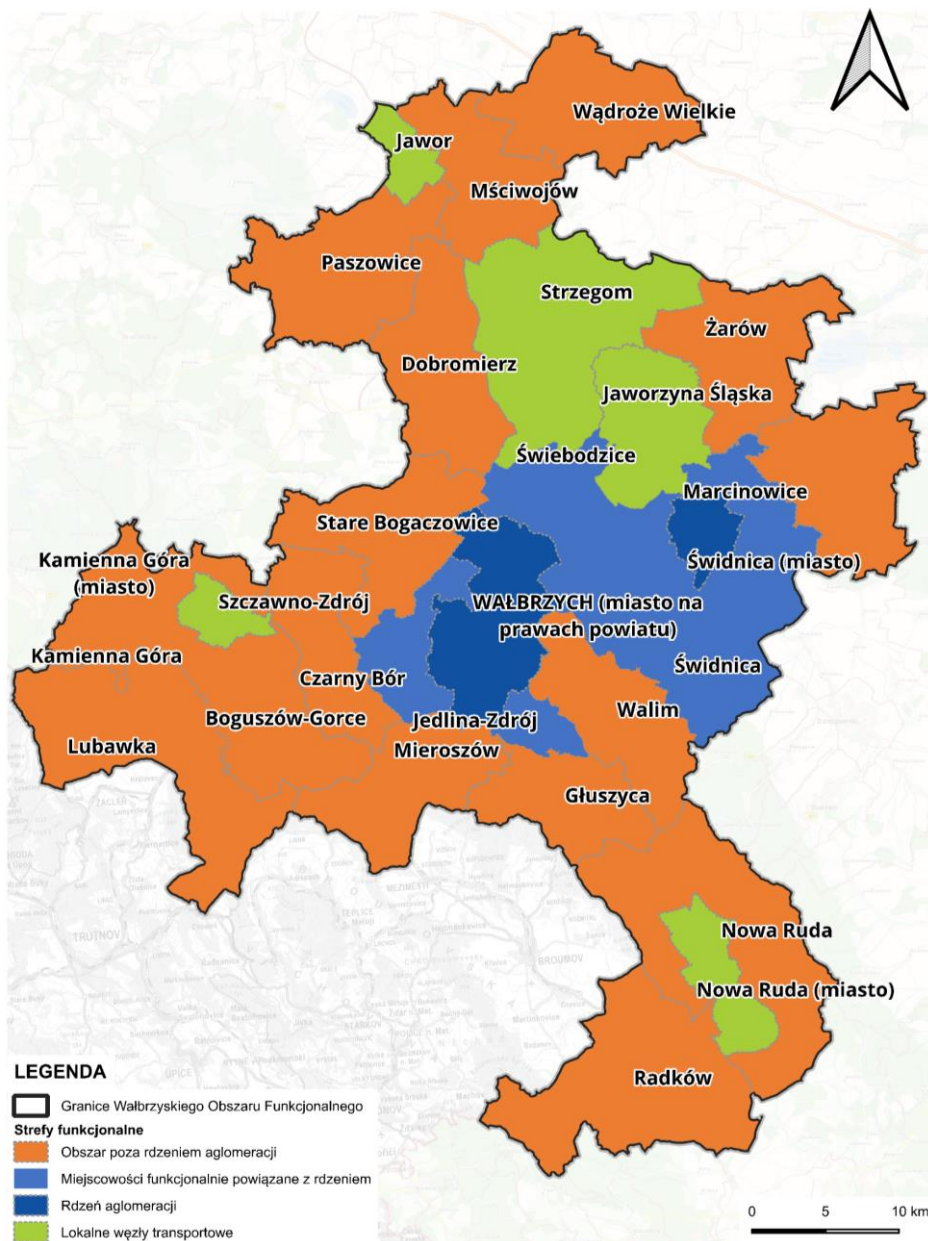 Wądroże Wielkie
Jawor
Mściwojów
Paszowice
Strzegom
Żarów
Dobromierz
Jaworzyna Śląska
Świebodzice
Marcinowice
Stare Bogaczowice
Kamienna Góra
(miasto)
Świdnica (miasto)
Szczawno-Zdrój
WAŁBRZYCH (miasto na
prawach powiatu)
Kamienna Góra
Czarny Bór
Świdnica
Boguszów-Gorce
Jedlina-Zdrój
Walim
Lubawka
Mieroszów
Głuszyca
TRUTNOV
BROUMOV
Nowa Ruda
Nowa Ruda (miasto)
Radków
LEGENDA
Granice Wałbrzyskiego Obszaru Funkcjonalnego
Strefy funkcjonalne
Obszar poza rdzeniem aglomeracji
Miejscowości funkcjonalnie powiązane z rdzeniem
Rdzeń aglomeracji
Lokalne węzły transportowe
0 5 10 km